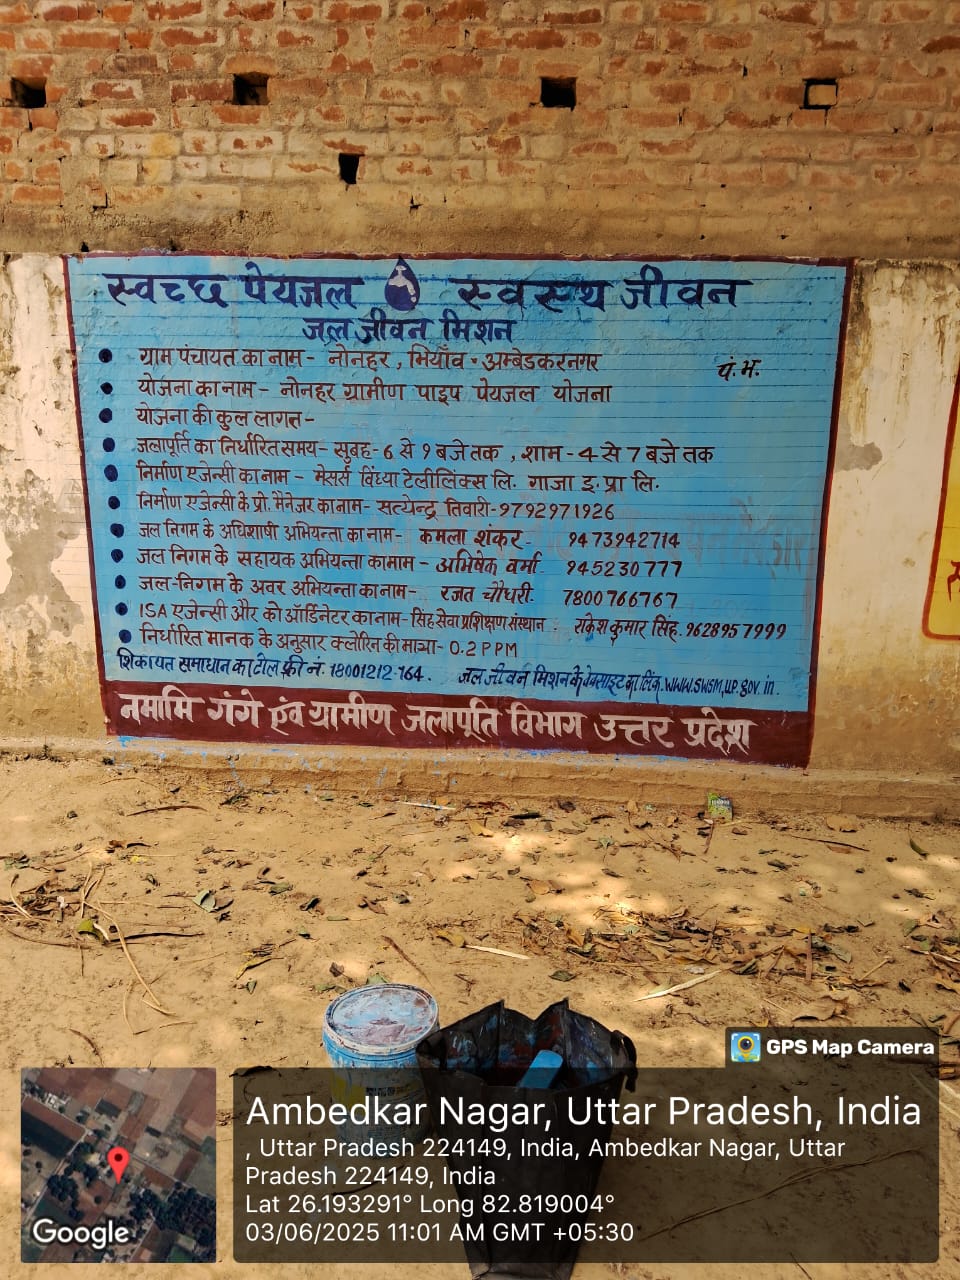 स्वच्छ पेयजल स्वस्थ जीवन
जल जीवन मिशन
• ग्राम पंचायत का नाम- नोनहर, भियाँव - अम्बेडकरनगर पं. भ.
• योजना का नाम - नोनहर ग्रामीण पाइप पेयजल योजना
• योजना की कुल लागत-
• जलापूर्ति का निर्धारित समय- सुबह- 6 से 9 बजे तक, शाम - 4 से 7 बजे तक
• निर्माण एजेन्सी का नाम - मेसर्स विंध्या टेलीलिंक्स लि. गाजा इ. प्रा लि.
• निर्माण एजेन्सी के प्रो. मैनेजर का नाम- सत्येन्द्र तिवारी-9792971926
• जल निगम के अधिशाषी अभियन्ता का नाम- कमला शंकर- 9473942714
• जल निगम के सहायक अभियन्ता का नाम- अभिषेक वर्मा- 945230777
• जल-निगम के अवर अभियन्ता का नाम- रजत चौधरी- 7800766767
• ISA एजेन्सी और को ऑर्डिनेटर का नाम- सिंह सेवा प्रशिक्षण संस्थान - राकेश कुमार सिंह. 9628957999
• निर्धारित मानक के अनुसार क्लोरिन की मात्रा- 0.2 PPM
शिकायत समाधान का टोल फ्री नं. 18001212-164. जल जीवन मिशन के वेबसाइट का लिंक. www.swsm.up.gov.in.
नमामि गंगे एंव ग्रामीण जलापूर्ति विभाग उत्तर प्रदेश
GPS Map Camera
Ambedkar Nagar, Uttar Pradesh, India
, Uttar Pradesh 224149, India, Ambedkar Nagar, Uttar
Pradesh 224149, India
Lat 26.193291° Long 82.819004°
03/06/2025 11:01 AM GMT +05:30
Google